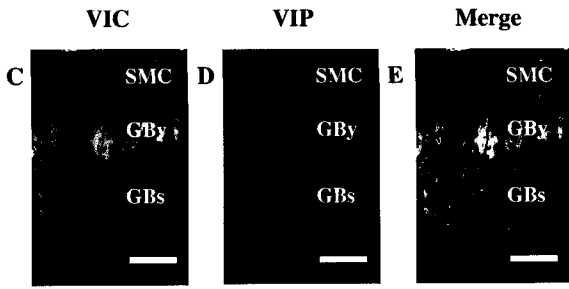 VIC VIP Merge
C D E
SMC SMC SMC
GBy GBy GBy
GBs GBs GBs